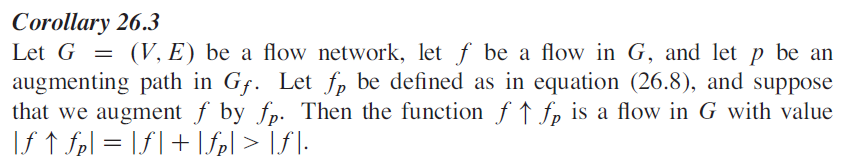 Corollary 26.3
Let G = (V, E) be a flow network, let f be a flow in G, and let p be an
augmenting path in G_f. Let f_p be defined as in equation (26.8), and suppose
that we augment f by f_p. Then the function f ↑ f_p is a flow in G with value
|f ↑ f_p| = |f| + |f_p| > |f|.